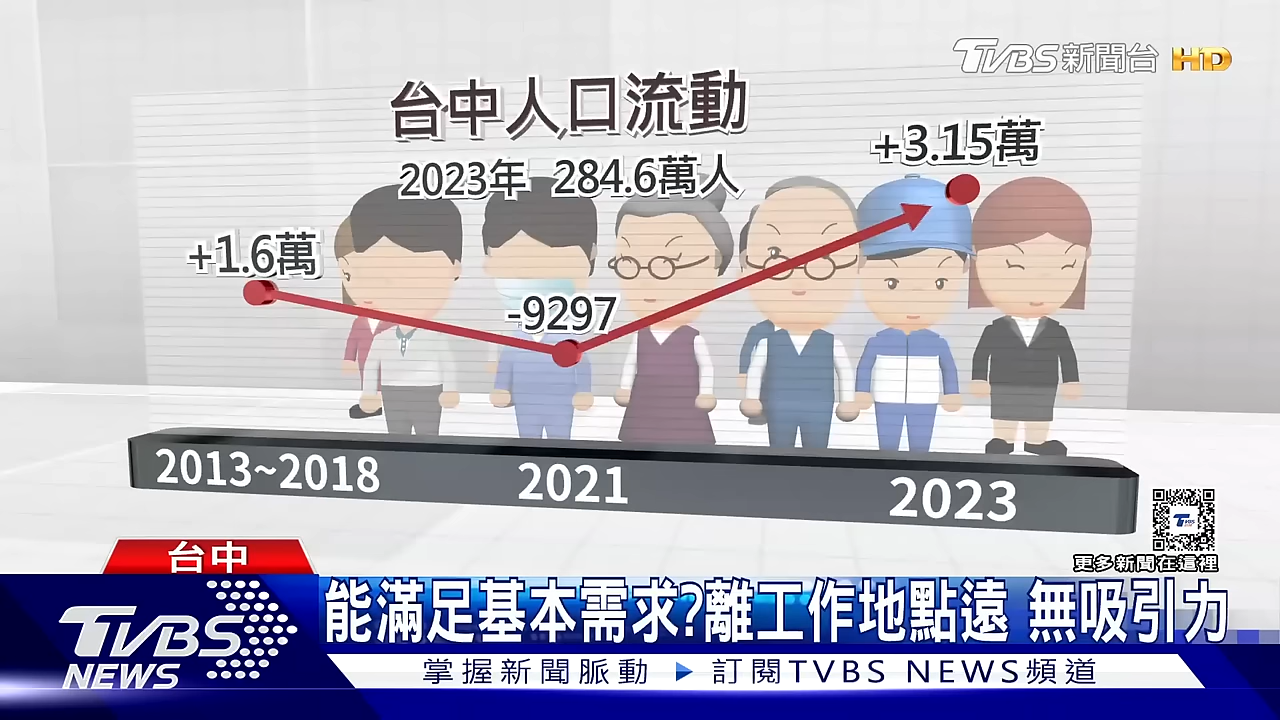 TVBS新聞台 HD
台中人口流動
2023年 284.6萬人
+3.15萬
+1.6萬
-9297
2013~2018
2021
2023
TVBS
更多新聞在這裡
台中
能滿足基本需求?離工作地點遠 無吸引力
TVBS
NEWS
掌握新聞脈動 ▶ 訂閱TVBS NEWS頻道